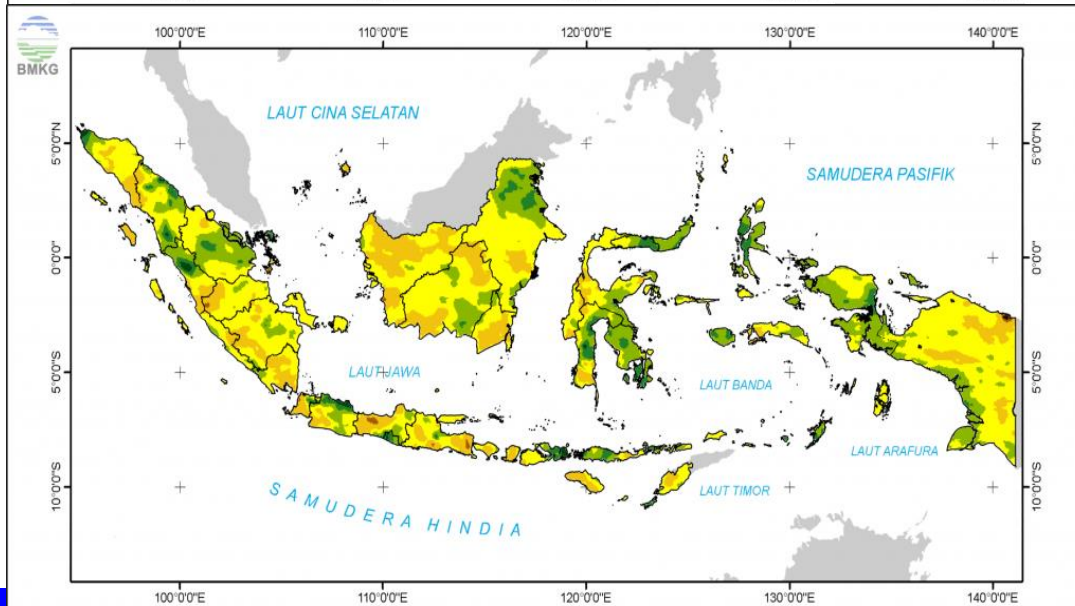 BMKG
100°0'0"E 110°0'0"E 120°0'0"E 130°0'0"E 140°0'0"E
LAUT CINA SELATAN
SAMUDERA PASIFIK
5°0'0"N 5°0'0"N
0°0'0" 0°0'0"
LAUT JAWA
LAUT BANDA
5°0'0"S 5°0'0"S
LAUT ARAFURA
LAUT TIMOR
10°0'0"S 10°0'0"S
SAMUDERA HINDIA
100°0'0"E 110°0'0"E 120°0'0"E 130°0'0"E 140°0'0"E